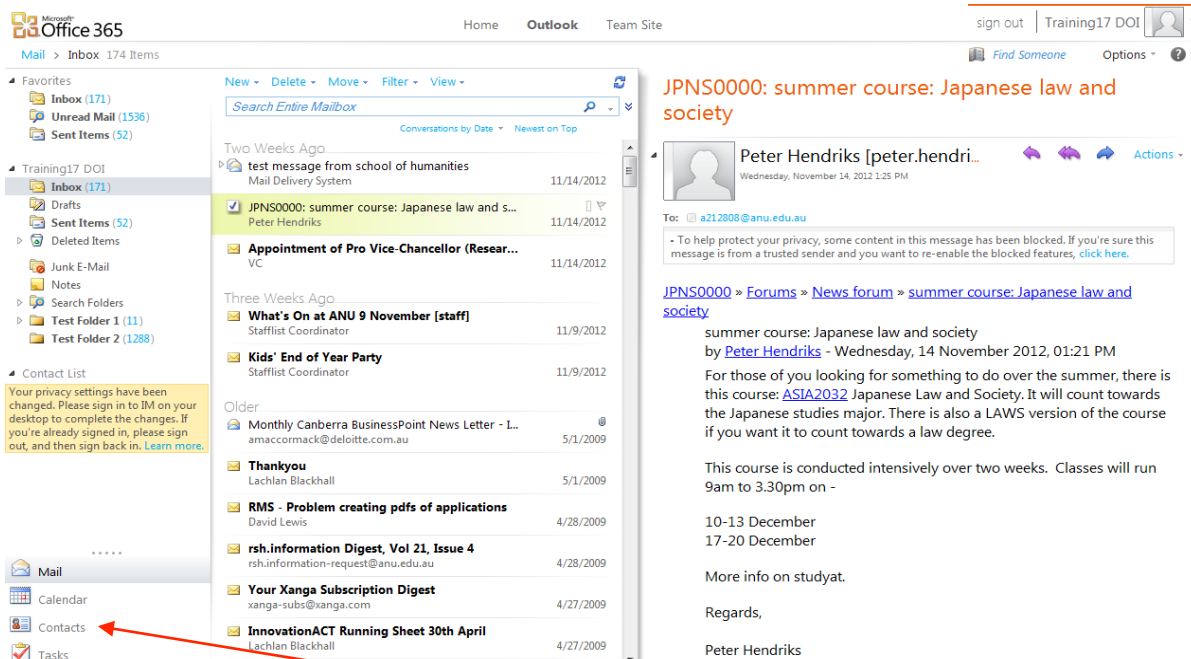 Microsoft®
Office 365
Home Outlook Team Site
sign out Training17 DOI
Mail > Inbox 174 Items
Find Someone Options
Favorites
Inbox (171)
Unread Mail (1536)
Sent Items (52)
Training17 DOI
Inbox (171)
Drafts
Sent Items (52)
Deleted Items
Junk E-Mail
Notes
Search Folders
Test Folder 1 (11)
Test Folder 2 (1288)
Contact List
Your privacy settings have been
changed. Please sign in to IM on your
desktop to complete the changes. If
you're already signed in, please sign
out, and then sign back in. Learn more.
Mail
Calendar
Contacts
Tasks
New Delete Move Filter View
Search Entire Mailbox
Conversations by Date Newest on Top
Two Weeks Ago
test message from school of humanities
Mail Delivery System 11/14/2012
JPNS0000: summer course: Japanese law and s...
Peter Hendriks 11/14/2012
Appointment of Pro Vice-Chancellor (Resear...
VC 11/14/2012
Three Weeks Ago
What's On at ANU 9 November [staff]
Stafflist Coordinator 11/9/2012
Kids' End of Year Party
Stafflist Coordinator 11/9/2012
Older
Monthly Canberra BusinessPoint News Letter - I...
amaccormack@deloitte.com.au 5/1/2009
Thankyou
Lachlan Blackhall 5/1/2009
RMS - Problem creating pdfs of applications
David Lewis 4/28/2009
rsh.information Digest, Vol 21, Issue 4
rsh.information-request@anu.edu.au 4/28/2009
Your Xanga Subscription Digest
xanga-subs@xanga.com 4/27/2009
InnovationACT Running Sheet 30th April
Lachlan Blackhall 4/27/2009
JPNS0000: summer course: Japanese law and
society
Peter Hendriks [peter.hendri...
Actions
Wednesday, November 14, 2012 1:25 PM
To: a212808@anu.edu.au
- To help protect your privacy, some content in this message has been blocked. If you're sure this
message is from a trusted sender and you want to re-enable the blocked features, click here.
JPNS0000 » Forums » News forum » summer course: Japanese law and
society
summer course: Japanese law and society
by Peter Hendriks - Wednesday, 14 November 2012, 01:21 PM
For those of you looking for something to do over the summer, there is
this course: ASIA2032 Japanese Law and Society. It will count towards
the Japanese studies major. There is also a LAWS version of the course
if you want it to count towards a law degree.
This course is conducted intensively over two weeks. Classes will run
9am to 3.30pm on -
10-13 December
17-20 December
More info on studyat.
Regards,
Peter Hendriks